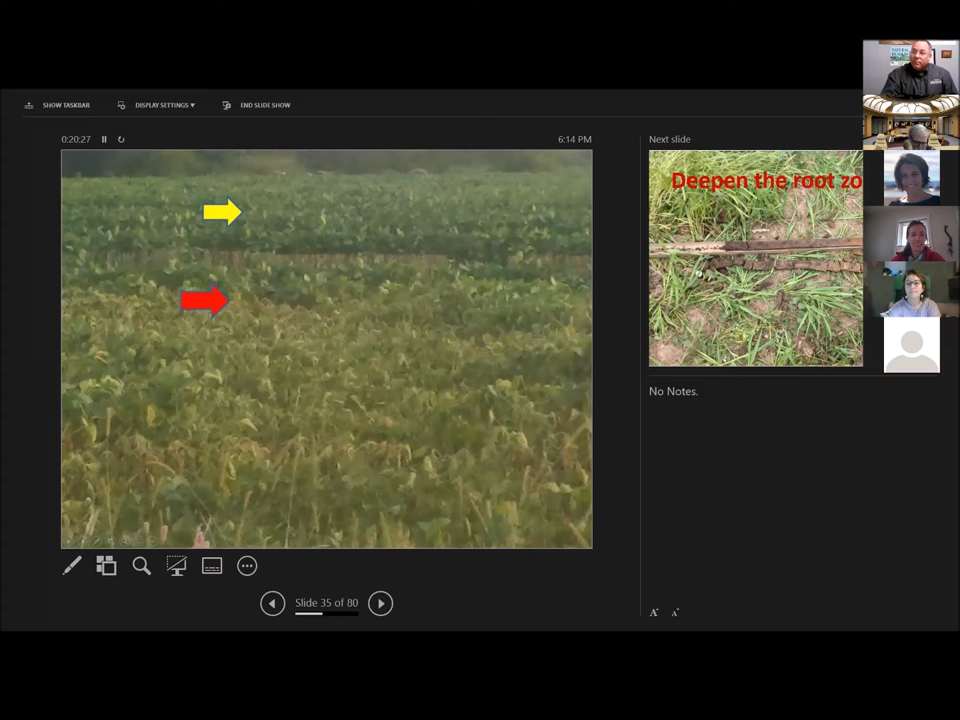 SHOW TASKBAR
DISPLAY SETTINGS ▼
END SLIDE SHOW
0:20:27
6:14 PM
Next slide
Deepen the root zo
NATURAL
No Notes.
Slide 35 of 80
A
A